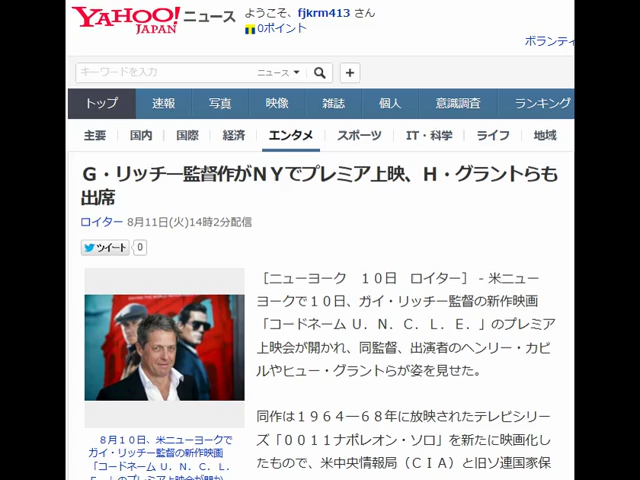 YAHOO! JAPAN ニュース
ようこそ、fjkrm413 さん
0ポイント
ボランティ
キーワードを入力 ニュース
トップ 速報 写真 映像 雑誌 個人 意識調査 ランキング
主要 国内 国際 経済 エンタメ スポーツ IT・科学 ライフ 地域
Ｇ・リッチー監督作がＮＹでプレミア上映、Ｈ・グラントらも
出席
ロイター 8月11日(火)14時2分配信
ツイート 0
［ニューヨーク　１０日　ロイター］ - 米ニュー
ヨークで１０日、ガイ・リッチー監督の新作映画
「コードネーム Ｕ．Ｎ．Ｃ．Ｌ．Ｅ．」のプレミア
上映会が開かれ、同監督、出演者のヘンリー・カビ
ルやヒュー・グラントらが姿を見せた。
同作は１９６４―６８年に放映されたテレビシリー
ズ「００１１ナポレオン・ソロ」を新たに映画化し
たもので、米中央情報局（ＣＩＡ）と旧ソ連国家保
８月１０日、米ニューヨークで
ガイ・リッチー監督の新作映画
「コードネーム Ｕ．Ｎ．Ｃ．Ｌ．